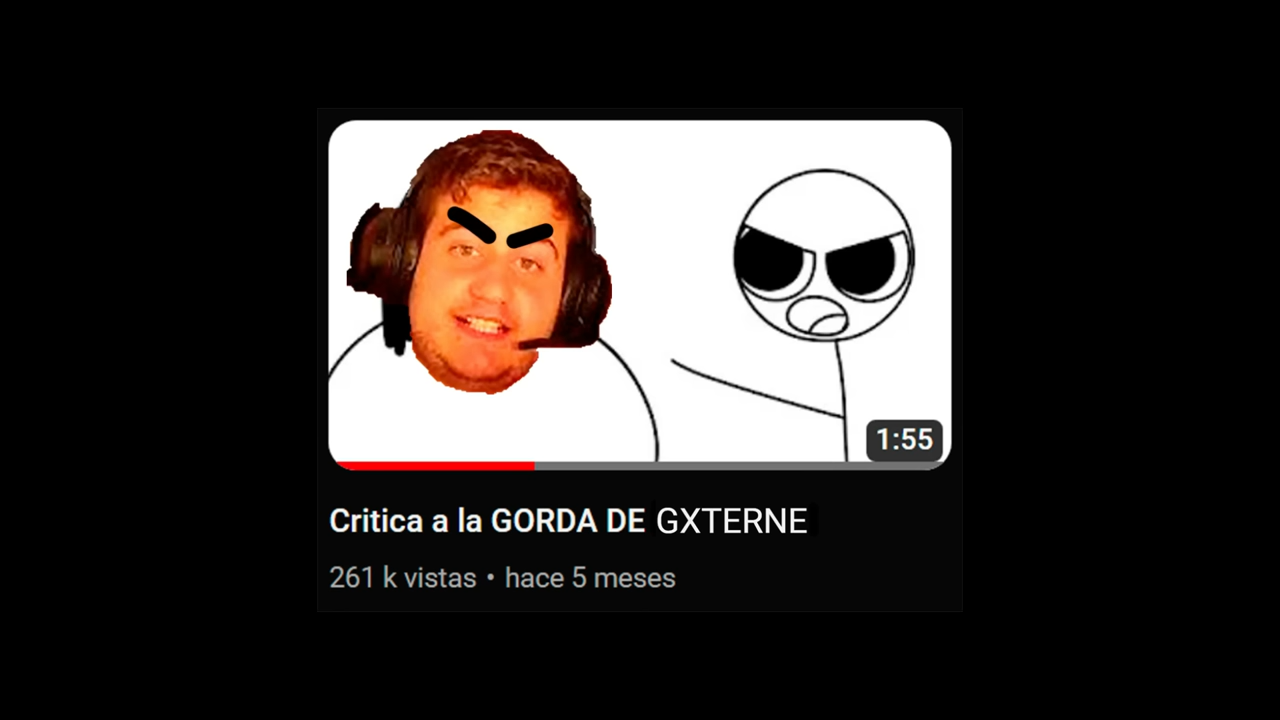 1:55
Critica a la GORDA DE GXTERNE
261 k vistas • hace 5 meses